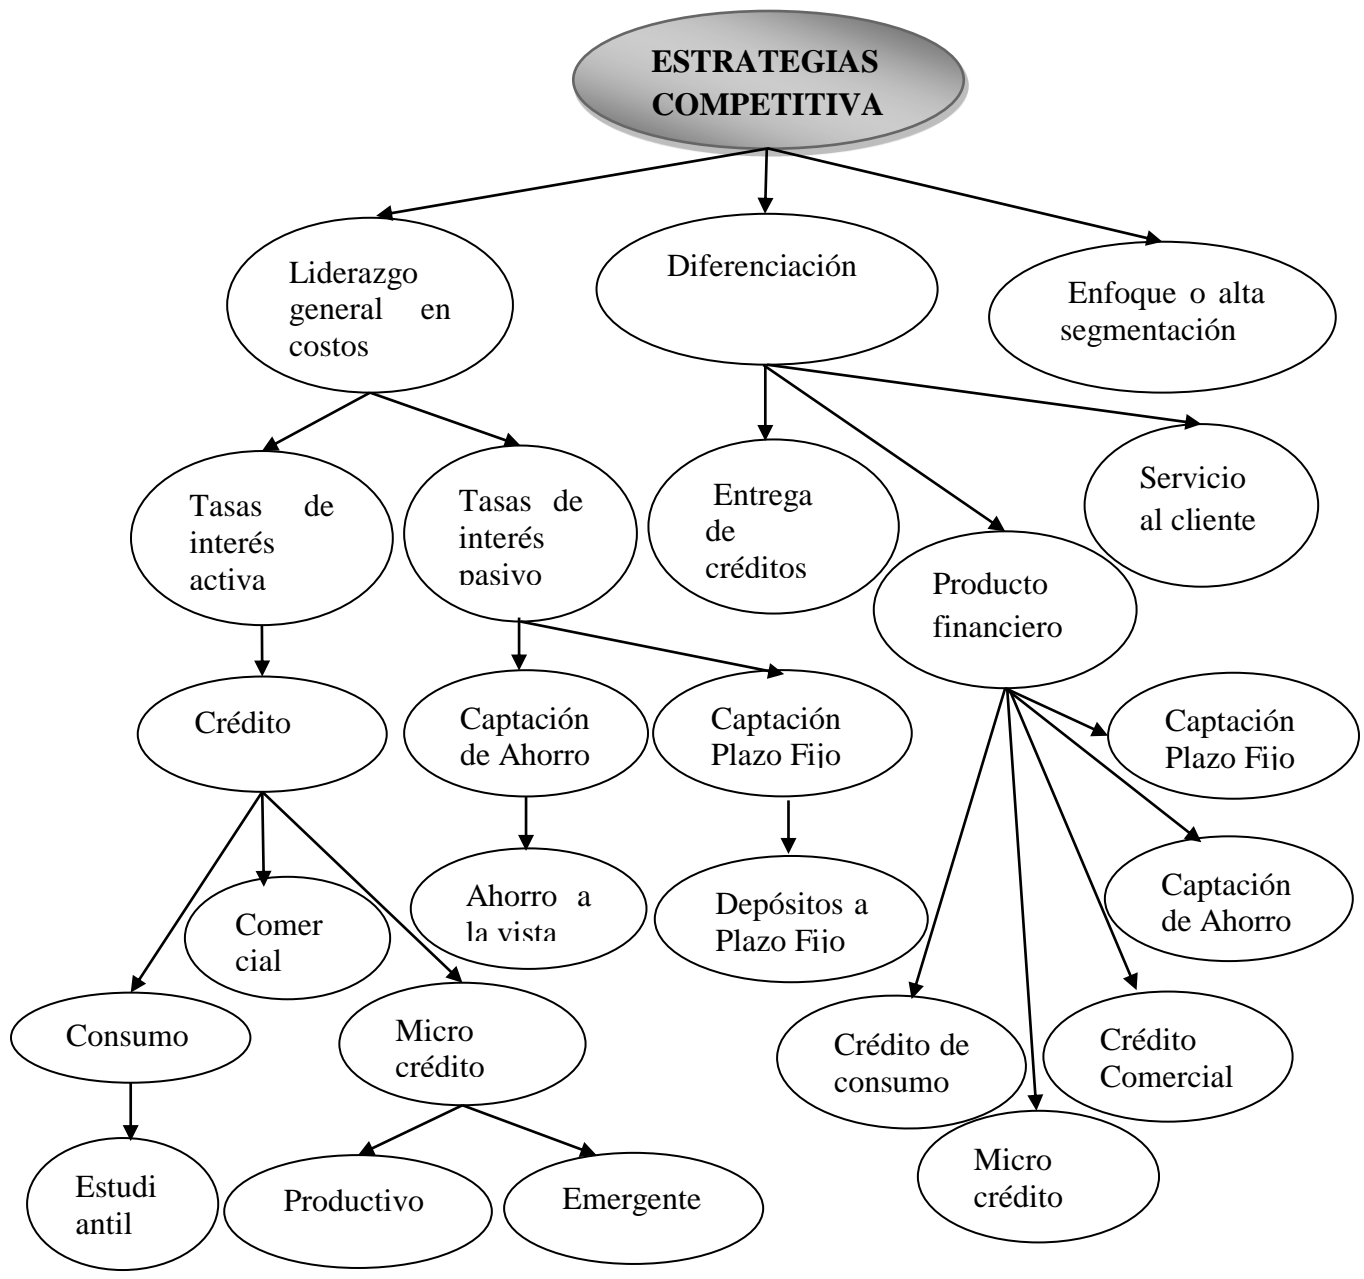 ESTRATEGIAS
COMPETITIVA
Liderazgo
general en
costos
Diferenciación
Enfoque o alta
segmentación
Tasas de
interés
activa
Tasas de
interés
pasivo
Entrega
de
créditos
Servicio
al cliente
Producto
financiero
Crédito
Captación
de Ahorro
Captación
Plazo Fijo
Captación
Plazo Fijo
Captación
de Ahorro
Comer
cial
Ahorro a
la vista
Depósitos a
Plazo Fijo
Consumo
Micro
crédito
Crédito de
consumo
Crédito
Comercial
Micro
crédito
Estudi
antil
Productivo
Emergente